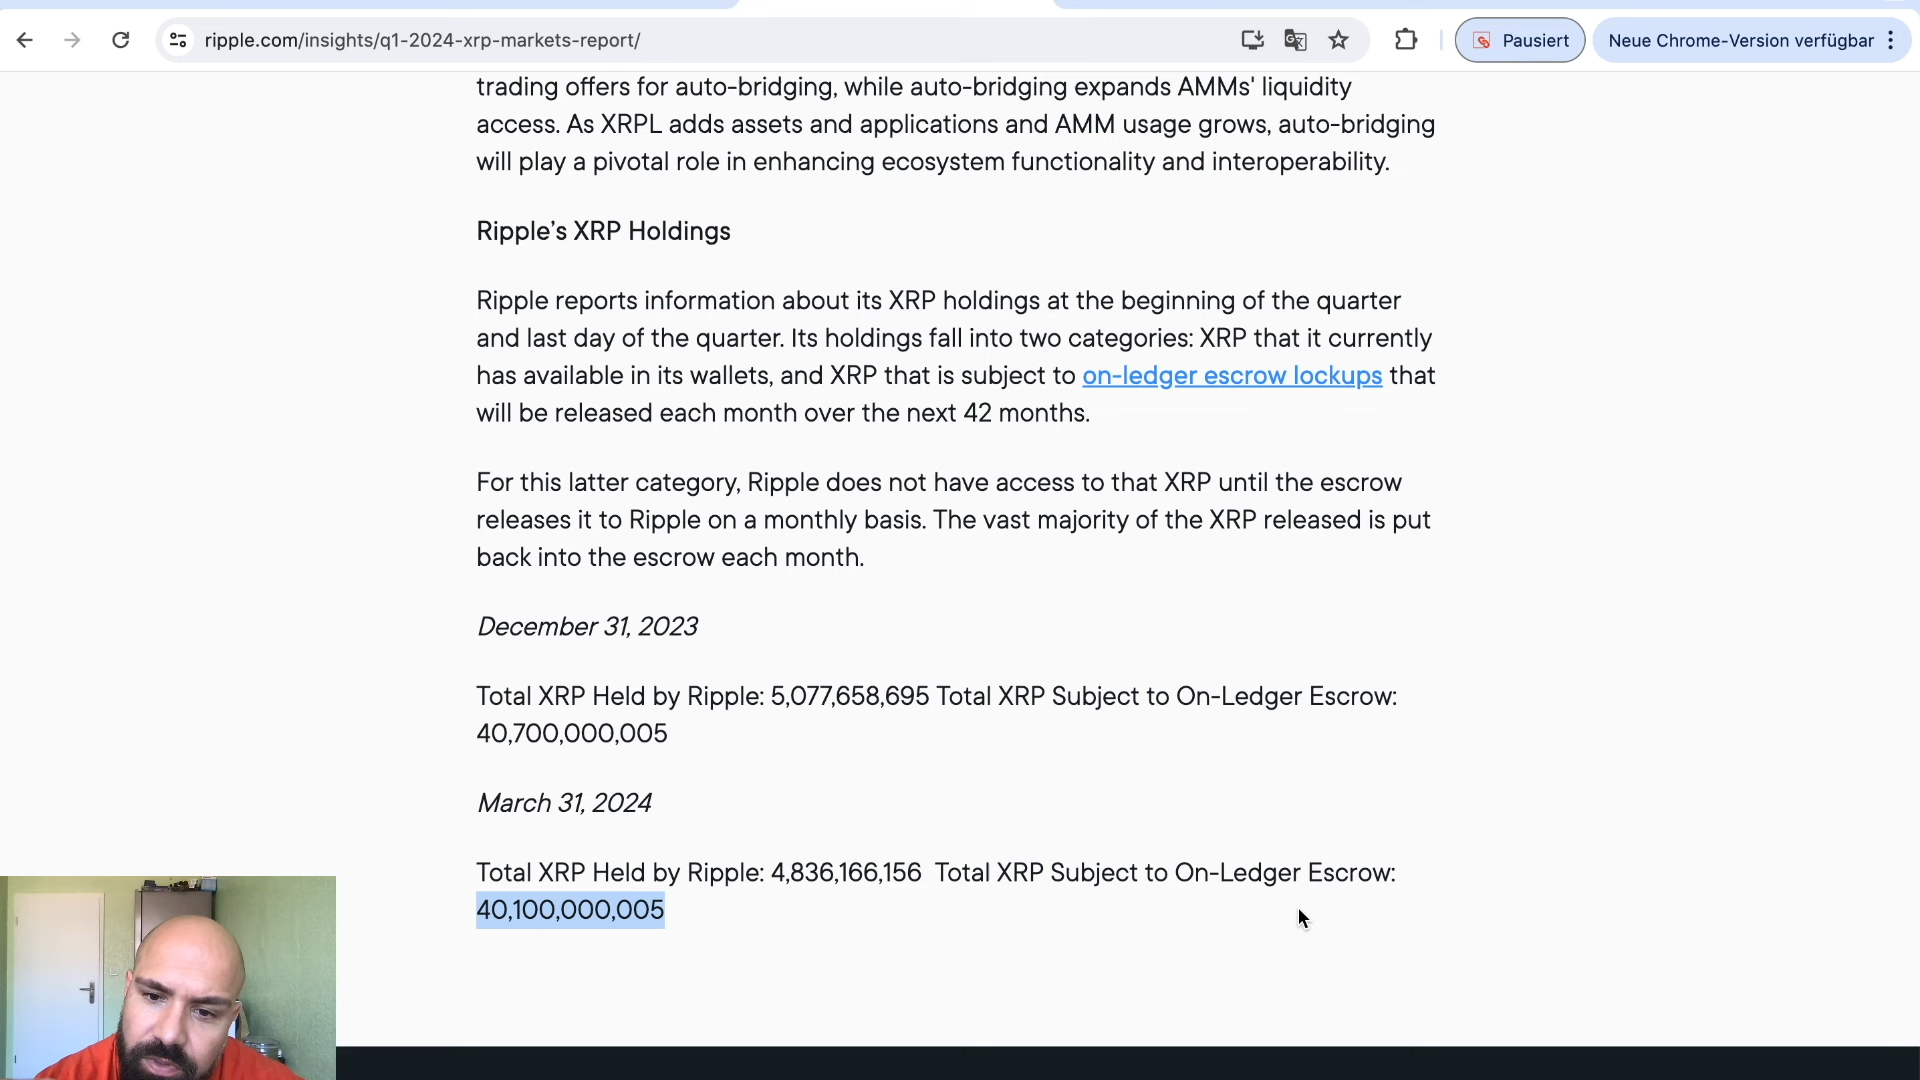 ripple.com/insights/q1-2024-xrp-markets-report/
Pausiert
Neue Chrome-Version verfügbar
trading offers for auto-bridging, while auto-bridging expands AMMs' liquidity
access. As XRPL adds assets and applications and AMM usage grows, auto-bridging
will play a pivotal role in enhancing ecosystem functionality and interoperability.
Ripple’s XRP Holdings
Ripple reports information about its XRP holdings at the beginning of the quarter
and last day of the quarter. Its holdings fall into two categories: XRP that it currently
has available in its wallets, and XRP that is subject to on-ledger escrow lockups that
will be released each month over the next 42 months.
For this latter category, Ripple does not have access to that XRP until the escrow
releases it to Ripple on a monthly basis. The vast majority of the XRP released is put
back into the escrow each month.
December 31, 2023
Total XRP Held by Ripple: 5,077,658,695 Total XRP Subject to On-Ledger Escrow:
40,700,000,005
March 31, 2024
Total XRP Held by Ripple: 4,836,166,156  Total XRP Subject to On-Ledger Escrow:
40,100,000,005